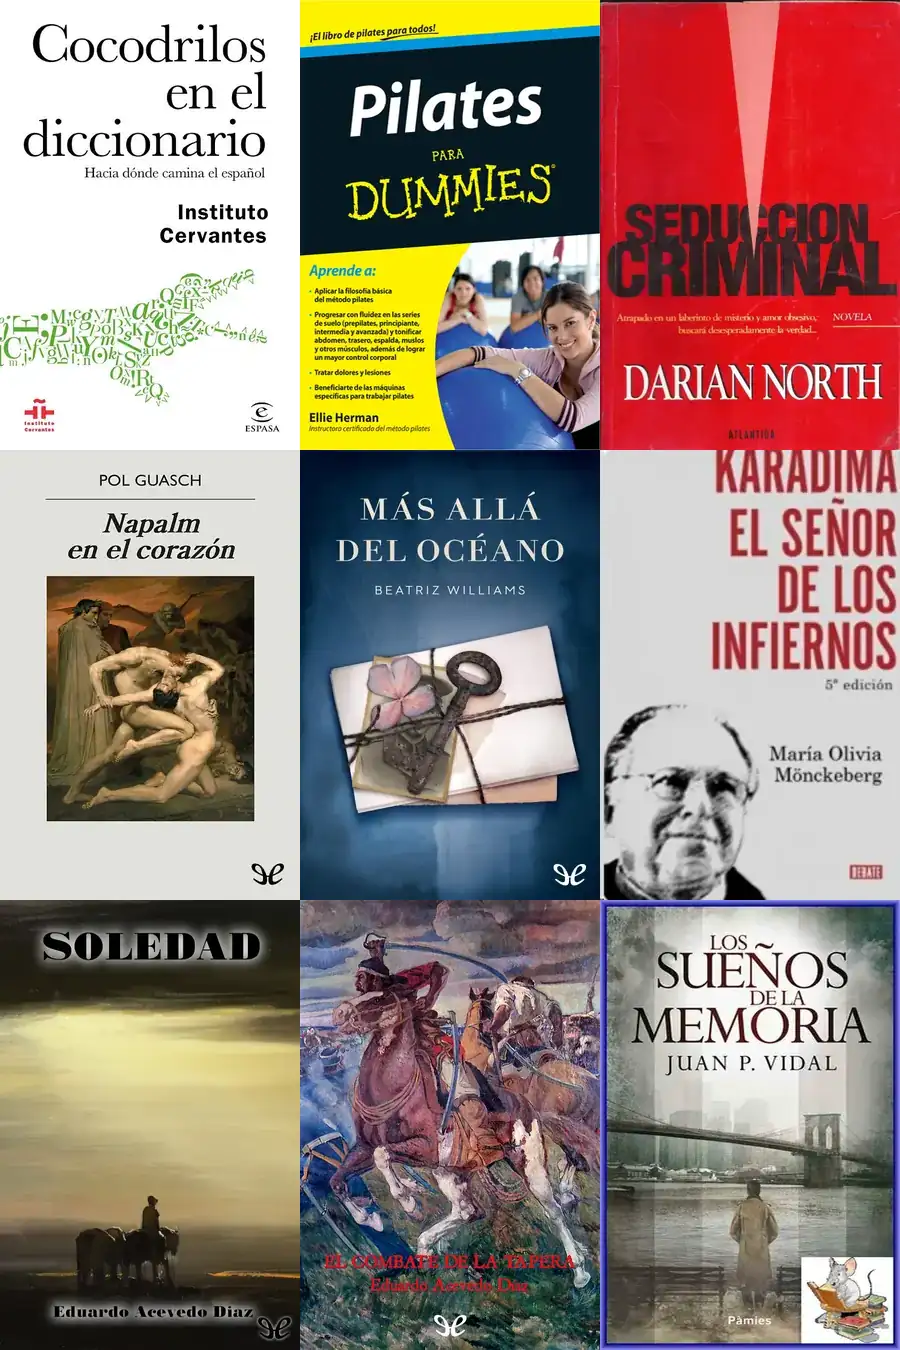 Cocodrilos
en el
diccionario
Hacia dónde camina el español
Instituto
Cervantes
Instituto
Cervantes
ESPASA
¡El libro de pilates para todos!
Pilates
PARA
DUMMIES®
Aprende a:
• Aplicar la filosofía básica
del método pilates
• Progresar con fluidez en las series
de suelo (prepilates, principiante,
intermedia y avanzada) y tonificar
abdomen, trasero, espalda, muslos
y otros músculos, además de lograr
un mayor control corporal
• Tratar dolores y lesiones
• Beneficiarte de las máquinas
específicas para trabajar pilates
Ellie Herman
Instructora certificada del método pilates
SEDUCCION
CRIMINAL
Atrapado en un laberinto de misterio y amor obsesivo,
buscará desesperadamente la verdad...
NOVELA
DARIAN NORTH
ATLANTIDA
POL GUASCH
Napalm
en el corazón
MÁS ALLÁ
DEL OCÉANO
BEATRIZ WILLIAMS
KARADIMA
EL SEÑOR
DE LOS
INFIERNOS
5ª edición
María Olivia
Mönckeberg
DEBATE
SOLEDAD
Eduardo Acevedo Díaz
EL COMBATE DE LA TAPERA
Eduardo Acevedo Díaz
LOS
SUEÑOS
DE LA
MEMORIA
JUAN P. VIDAL
Pàmies